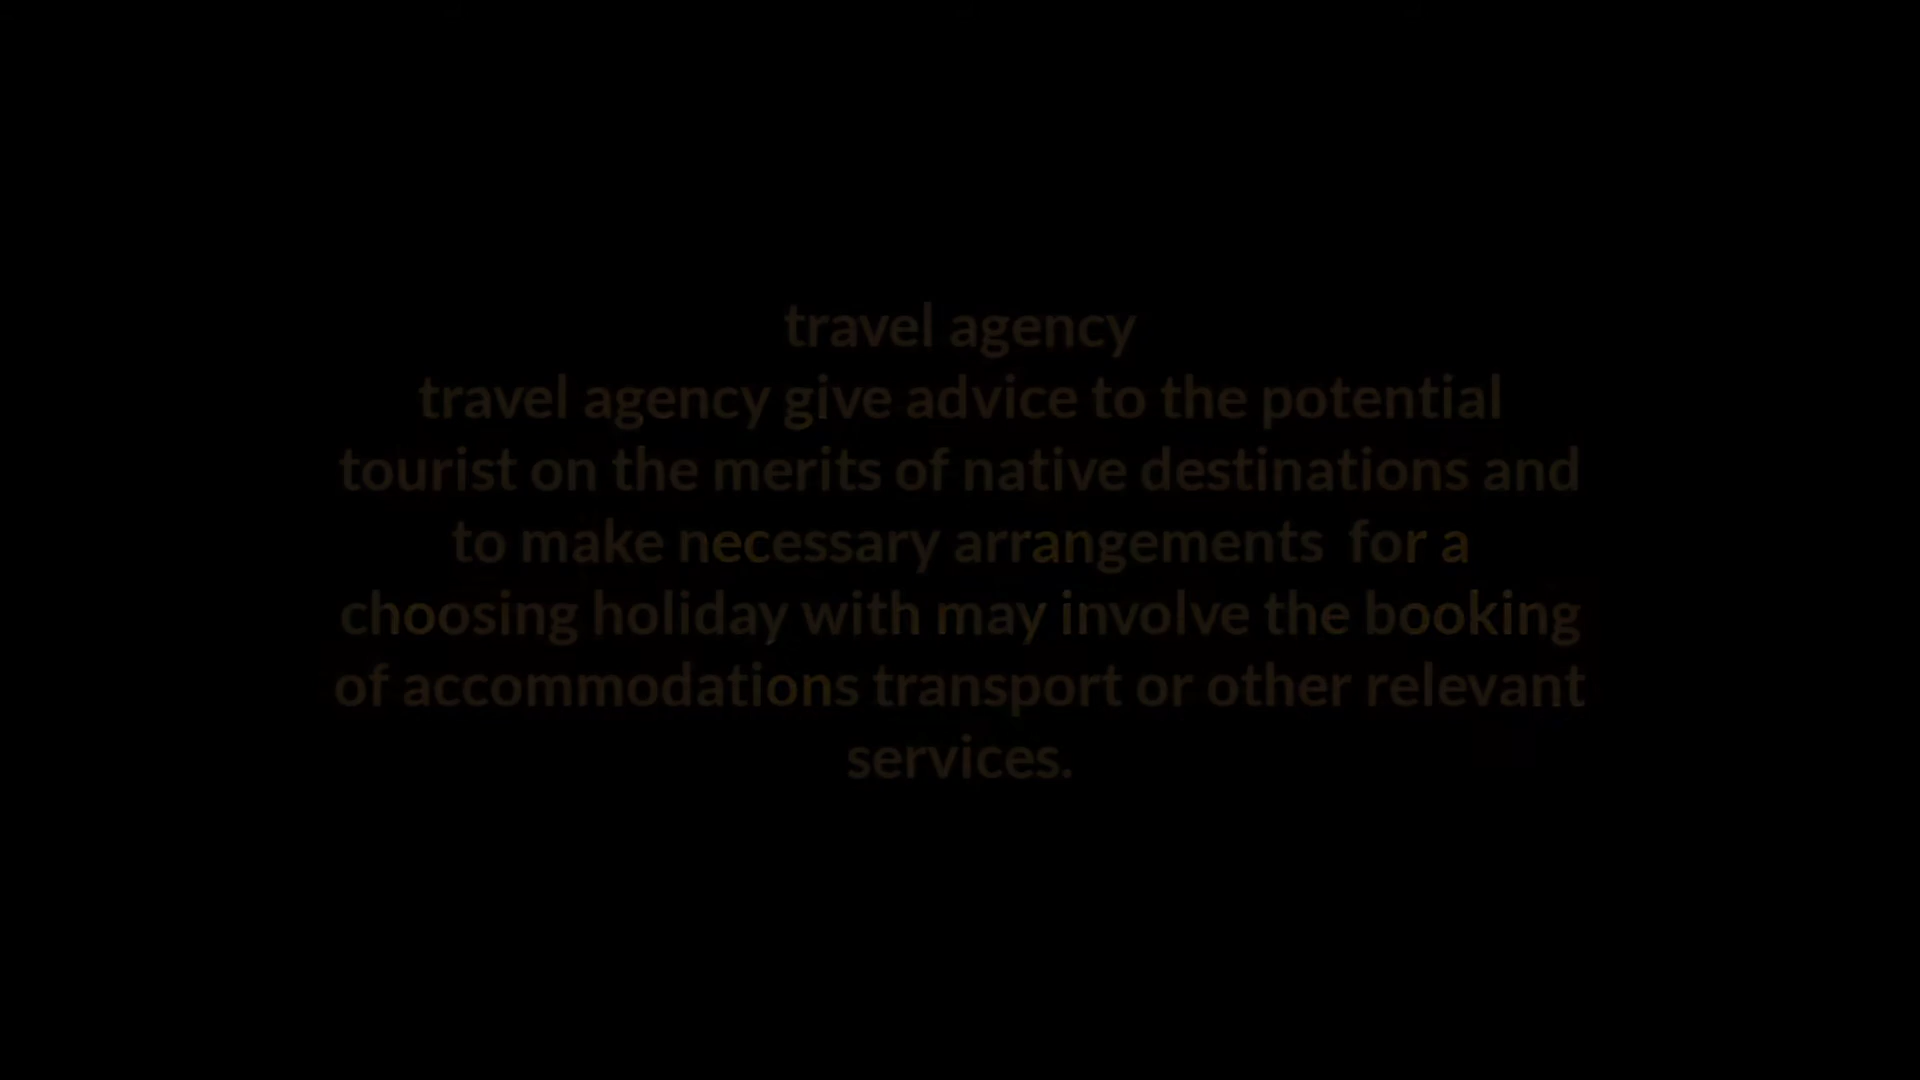 travel agency
travel agency give advice to the potential
tourist on the merits of native destinations and
to make necessary arrangements  for a
choosing holiday with may involve the booking
of accommodations transport or other relevant
services.